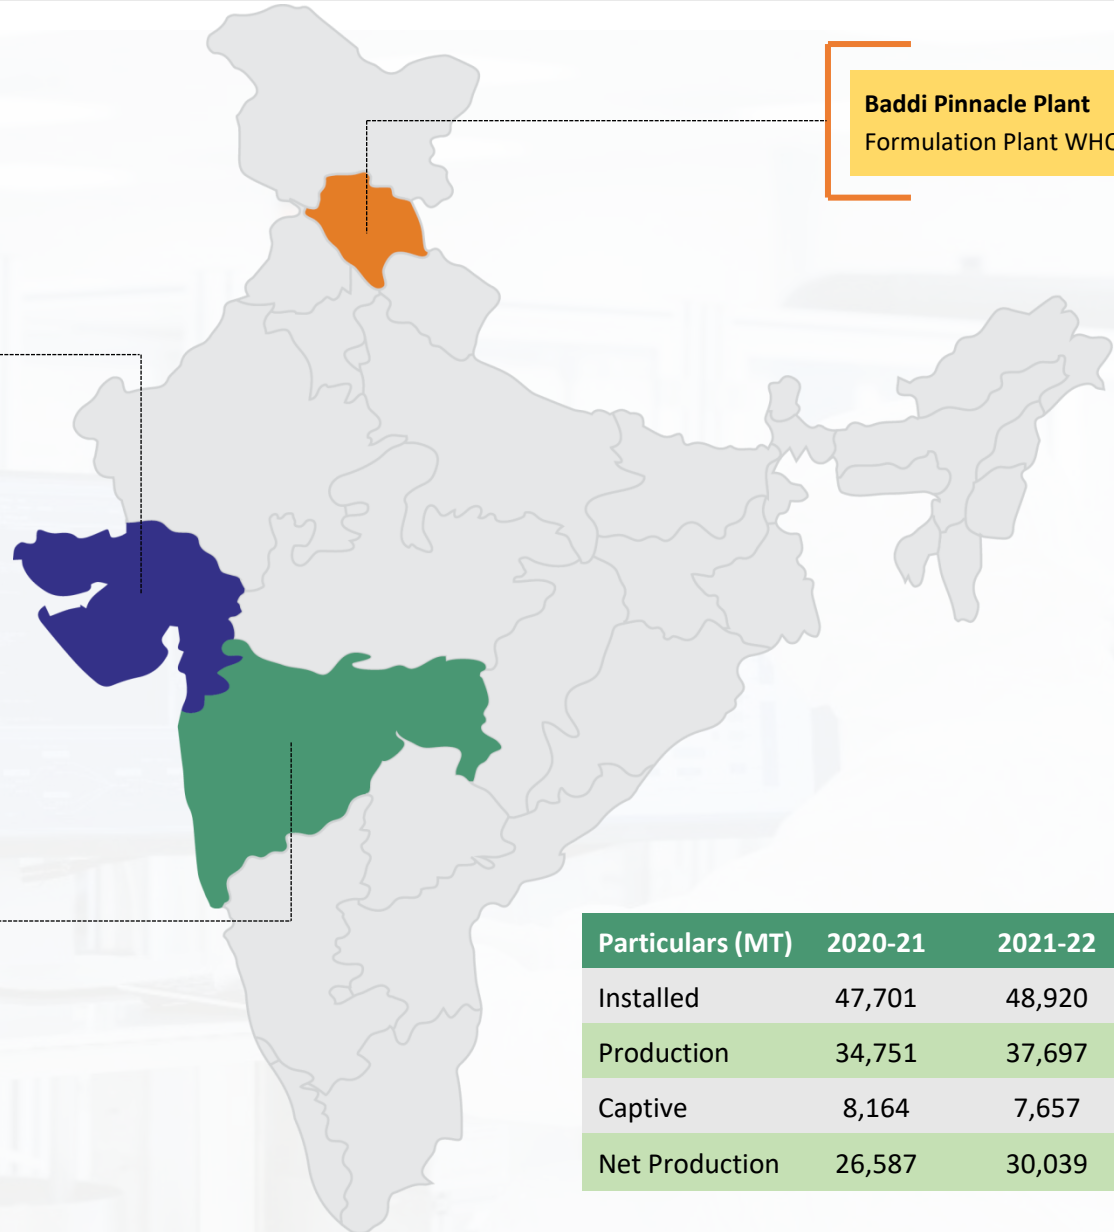 Baddi Pinnacle Plant
Formulation Plant WHO
Particulars (MT) 2020-21 2021-22
Installed 47,701 48,920
Production 34,751 37,697
Captive 8,164 7,657
Net Production 26,587 30,039